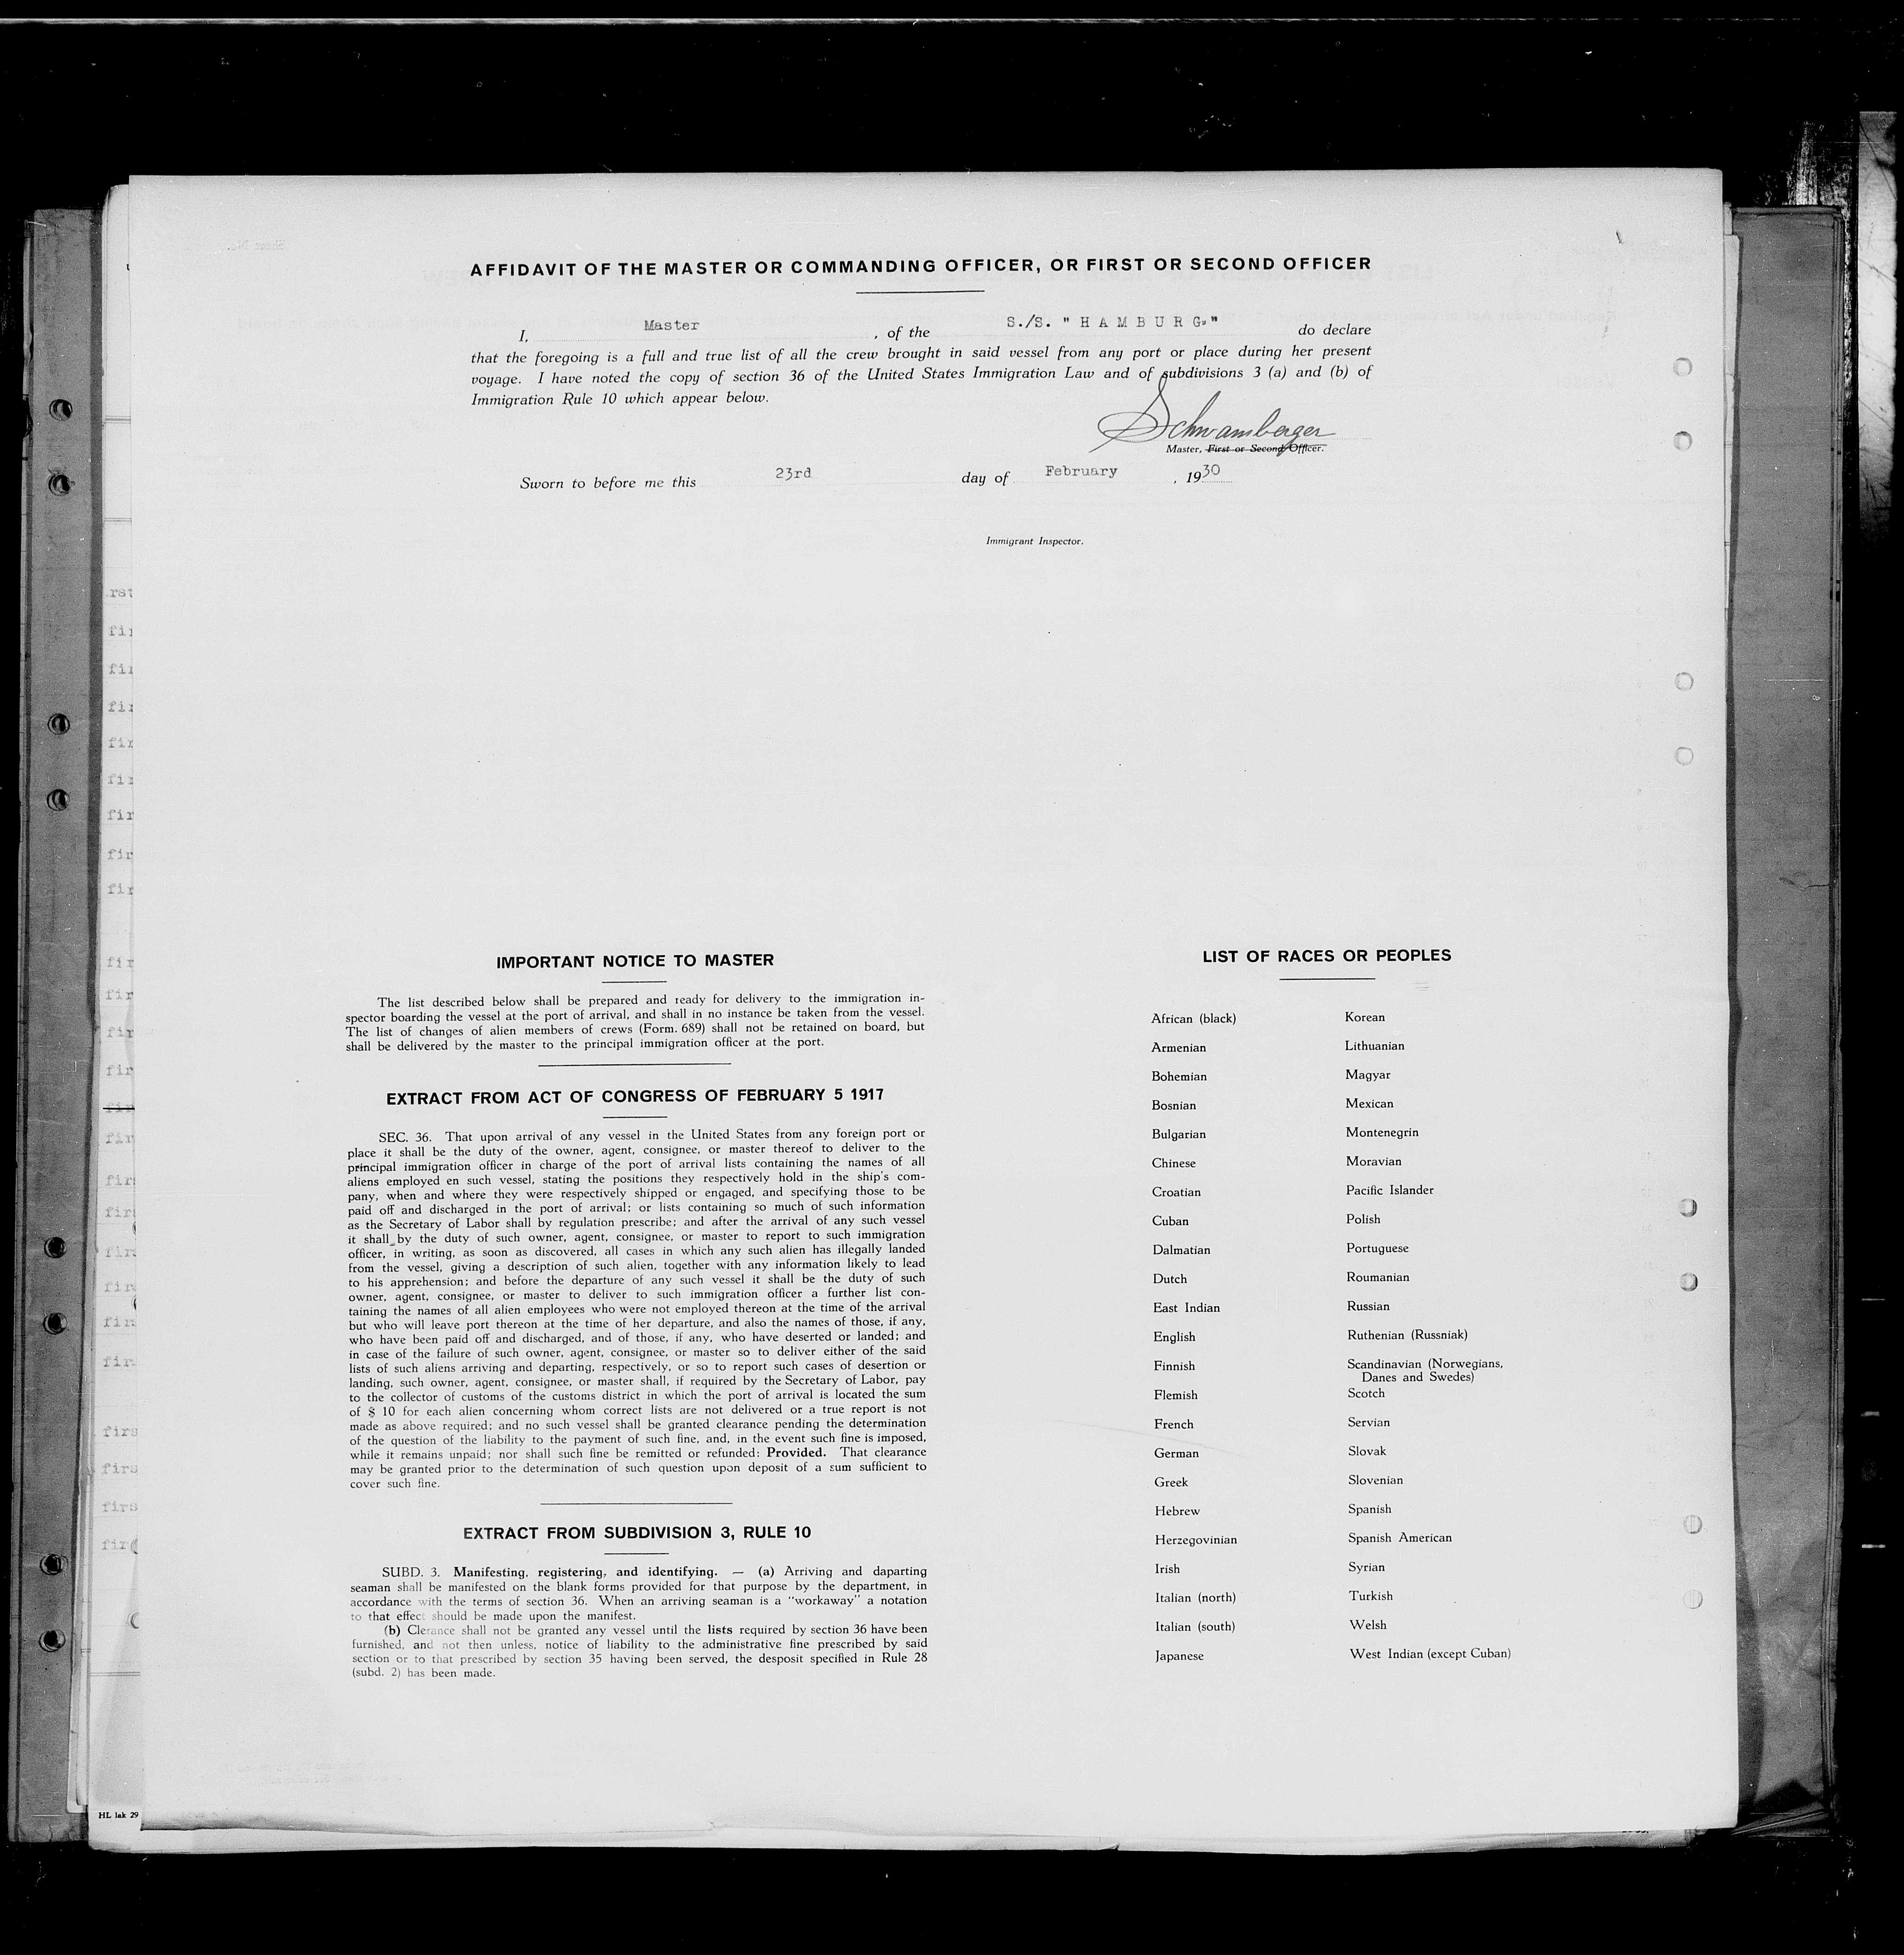 AFFIDAVIT OF THE MASTER OR COMMANDING OFFICER, OR FIRST OR SECOND OFFICER
I, Master , of the S./S. " H A M B U R G." do declare
that the foregoing is a full and true list of all the crew brought in said vessel from any port or place during her present
voyage. I have noted the copy of section 36 of the United States Immigration Law and of subdivisions 3 (a) and (b) of
Immigration Rule 10 which appear below.
Schwamberger
Master, First or Second Officer.
Sworn to before me this 23rd day of February , 1930
Immigrant Inspector.
IMPORTANT NOTICE TO MASTER
The list described below shall be prepared and ready for delivery to the immigration in-
spector boarding the vessel at the port of arrival, and shall in no instance be taken from the vessel.
The list of changes of alien members of crews (Form. 689) shall not be retained on board, but
shall be delivered by the master to the principal immigration officer at the port.
EXTRACT FROM ACT OF CONGRESS OF FEBRUARY 5 1917
SEC. 36. That upon arrival of any vessel in the United States from any foreign port or
place it shall be the duty of the owner, agent, consignee, or master thereof to deliver to the
principal immigration officer in charge of the port of arrival lists containing the names of all
aliens employed en such vessel, stating the positions they respectively hold in the ship's com-
pany, when and where they were respectively shipped or engaged, and specifying those to be
paid off and discharged in the port of arrival; or lists containing so much of such information
as the Secretary of Labor shall by regulation prescribe; and after the arrival of any such vessel
it shall by the duty of such owner, agent, consignee, or master to report to such immigration
officer, in writing, as soon as discovered, all cases in which any such alien has illegally landed
from the vessel, giving a description of such alien, together with any information likely to lead
to his apprehension; and before the departure of any such vessel it shall be the duty of such
owner, agent, consignee, or master to deliver to such immigration officer a further list con-
taining the names of all alien employees who were not employed thereon at the time of the arrival
but who will leave port thereon at the time of her departure, and also the names of those, if any,
who have been paid off and discharged, and of those, if any, who have deserted or landed; and
in case of the failure of such owner, agent, consignee, or master so to deliver either of the said
lists of such aliens arriving and departing, respectively, or so to report such cases of desertion or
landing, such owner, agent, consignee, or master shall, if required by the Secretary of Labor, pay
to the collector of customs of the customs district in which the port of arrival is located the sum
of $ 10 for each alien concerning whom correct lists are not delivered or a true report is not
made as above required; and no such vessel shall be granted clearance pending the determination
of the question of the liability to the payment of such fine, and, in the event such fine is imposed,
while it remains unpaid; nor shall such fine be remitted or refunded: Provided. That clearance
may be granted prior to the determination of such question upon deposit of a sum sufficient to
cover such fine.
EXTRACT FROM SUBDIVISION 3, RULE 10
SUBD. 3. Manifesting, registering, and identifying. — (a) Arriving and daparting
seaman shall be manifested on the blank forms provided for that purpose by the department, in
accordance with the terms of section 36. When an arriving seaman is a "workaway" a notation
to that effect should be made upon the manifest.
(b) Clerance shall not be granted any vessel until the lists required by section 36 have been
furnished, and not then unless, notice of liability to the administrative fine prescribed by said
section or to that prescribed by section 35 having been served, the desposit specified in Rule 28
(subd. 2) has been made.
LIST OF RACES OR PEOPLES
African (black)
Armenian
Bohemian
Bosnian
Bulgarian
Chinese
Croatian
Cuban
Dalmatian
Dutch
East Indian
English
Finnish
Flemish
French
German
Greek
Hebrew
Herzegovinian
Irish
Italian (north)
Italian (south)
Japanese
Korean
Lithuanian
Magyar
Mexican
Montenegrin
Moravian
Pacific Islander
Polish
Portuguese
Roumanian
Russian
Ruthenian (Russniak)
Scandinavian (Norwegians,
Danes and Swedes)
Scotch
Servian
Slovak
Slovenian
Spanish
Spanish American
Syrian
Turkish
Welsh
West Indian (except Cuban)
HL lak 29